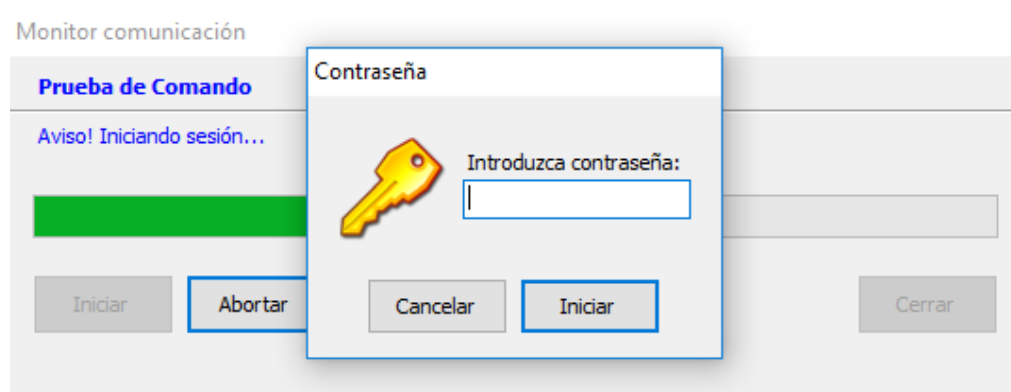 Monitor comunicación
Contraseña
Prueba de Comando
Aviso! Iniciando sesión...
Introduzca contraseña:
Iniciar
Abortar
Cancelar
Iniciar
Cerrar